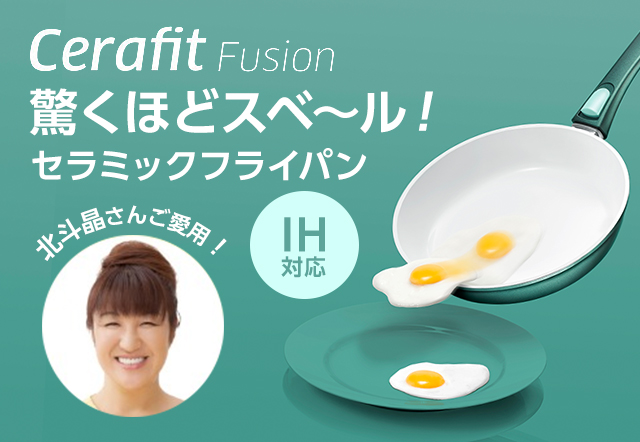 Cerafit Fusion
驚くほどスベ〜ル！
セラミックフライパン
北斗晶さんご愛用！
IH
対応